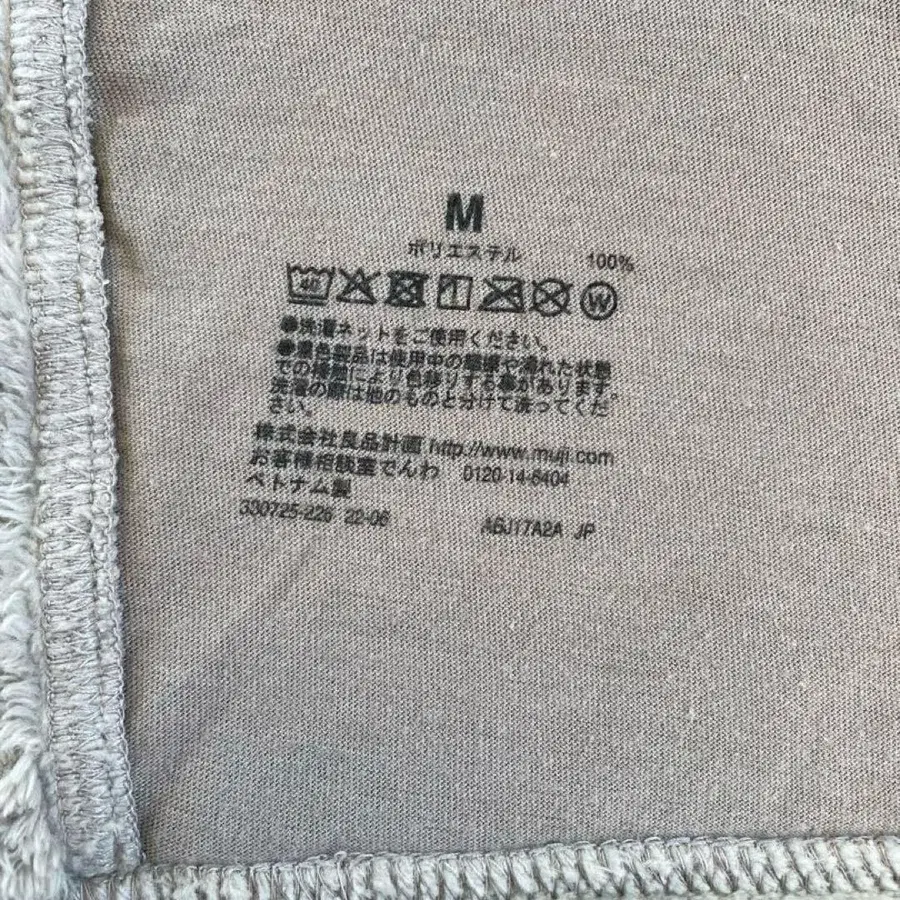 M
ポリエステル 100%
40 W
●洗濯ネットをご使用ください。
●濃色製品は使用中の摩擦や濡れた状態
での接触により色移りする事があります。
洗濯の際は他のものと分けて洗ってくだ
さい。
株式会社良品計画 http://www.muji.com
お客様相談室でんわ 0120-14-6404
ベトナム製
330725-226 22-06 ABJ17A2A JP